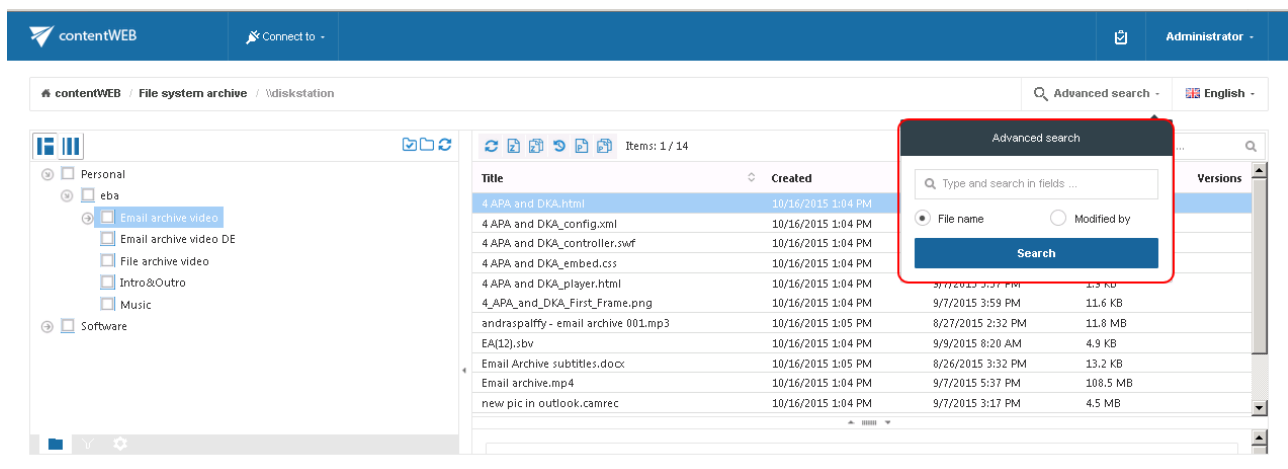 contentWEB Connect to - Administrator -
contentWEB / File system archive / \\diskstation Advanced search - English -
Advanced search
Items: 1 / 14 ...
Type and search in fields ...
File name Modified by
Search
Personal
eba
Email archive video
Email archive video DE
File archive video
Intro&Outro
Music
Software
Title Created Versions
4 APA and DKA.html 10/16/2015 1:04 PM
4 APA and DKA_config.xml 10/16/2015 1:04 PM
4 APA and DKA_controller.swf 10/16/2015 1:04 PM
4 APA and DKA_embed.css 10/16/2015 1:04 PM
4 APA and DKA_player.html 10/16/2015 1:04 PM 9/7/2015 5:37 PM 1.9 KB
4_APA_and_DKA_First_Frame.png 10/16/2015 1:04 PM 9/7/2015 3:59 PM 11.6 KB
andraspalffy - email archive 001.mp3 10/16/2015 1:05 PM 8/27/2015 2:32 PM 11.8 MB
EA(12).sbv 10/16/2015 1:04 PM 9/9/2015 8:20 AM 4.9 KB
Email Archive subtitles.docx 10/16/2015 1:05 PM 8/26/2015 3:32 PM 13.2 KB
Email archive.mp4 10/16/2015 1:04 PM 9/7/2015 5:37 PM 108.5 MB
new pic in outlook.camrec 10/16/2015 1:04 PM 9/7/2015 3:17 PM 4.5 MB